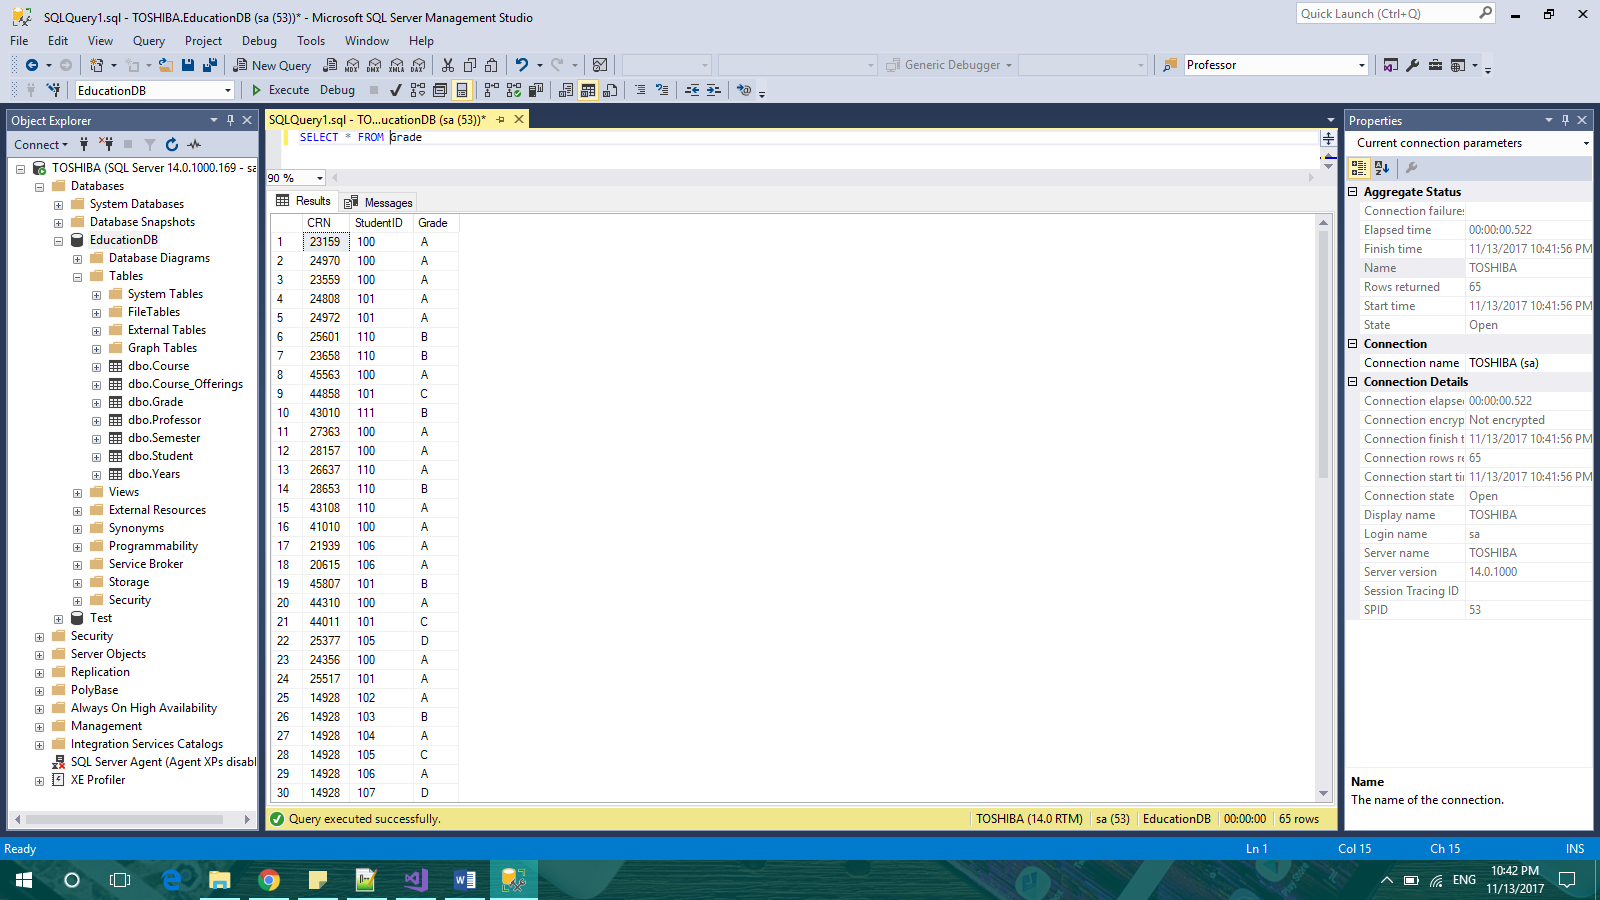 SQLQuery1.sql - TOSHIBA.EducationDB (sa (53))* - Microsoft SQL Server Management Studio
Quick Launch (Ctrl+Q)
File Edit View Query Project Debug Tools Window Help
New Query MDX DMX XMLA DAX Generic Debugger Professor
EducationDB Execute Debug
Object Explorer
Connect
TOSHIBA (SQL Server 14.0.1000.169 - sa
Databases
System Databases
Database Snapshots
EducationDB
Database Diagrams
Tables
System Tables
FileTables
External Tables
Graph Tables
dbo.Course
dbo.Course_Offerings
dbo.Grade
dbo.Professor
dbo.Semester
dbo.Student
dbo.Years
Views
External Resources
Synonyms
Programmability
Service Broker
Storage
Security
Test
Security
Server Objects
Replication
PolyBase
Always On High Availability
Management
Integration Services Catalogs
SQL Server Agent (Agent XPs disabl
XE Profiler
SQLQuery1.sql - TO...ucationDB (sa (53))*
SELECT * FROM Grade
90 %
Results Messages
CRN StudentID Grade
1 23159 100 A
2 24970 100 A
3 23559 100 A
4 24808 101 A
5 24972 101 A
6 25601 110 B
7 23658 110 B
8 45563 100 A
9 44858 101 C
10 43010 111 B
11 27363 100 A
12 28157 100 A
13 26637 110 A
14 28653 110 B
15 43108 110 A
16 41010 100 A
17 21939 106 A
18 20615 106 A
19 45807 101 B
20 44310 100 A
21 44011 101 C
22 25377 105 D
23 24356 100 A
24 25517 101 A
25 14928 102 A
26 14928 103 B
27 14928 104 A
28 14928 105 C
29 14928 106 A
30 14928 107 D
Query executed successfully.
TOSHIBA (14.0 RTM) sa (53) EducationDB 00:00:00 65 rows
Properties
Current connection parameters
Aggregate Status
Connection failures
Elapsed time 00:00:00.522
Finish time 11/13/2017 10:41:56 PM
Name TOSHIBA
Rows returned 65
Start time 11/13/2017 10:41:56 PM
State Open
Connection
Connection name TOSHIBA (sa)
Connection Details
Connection elapse 00:00:00.522
Connection encryp Not encrypted
Connection finish t 11/13/2017 10:41:56 PM
Connection rows re 65
Connection start ti 11/13/2017 10:41:56 PM
Connection state Open
Display name TOSHIBA
Login name sa
Server name TOSHIBA
Server version 14.0.1000
Session Tracing ID
SPID 53
Name
The name of the connection.
Ready Ln 1 Col 15 Ch 15 INS
ENG 10:42 PM
11/13/2017